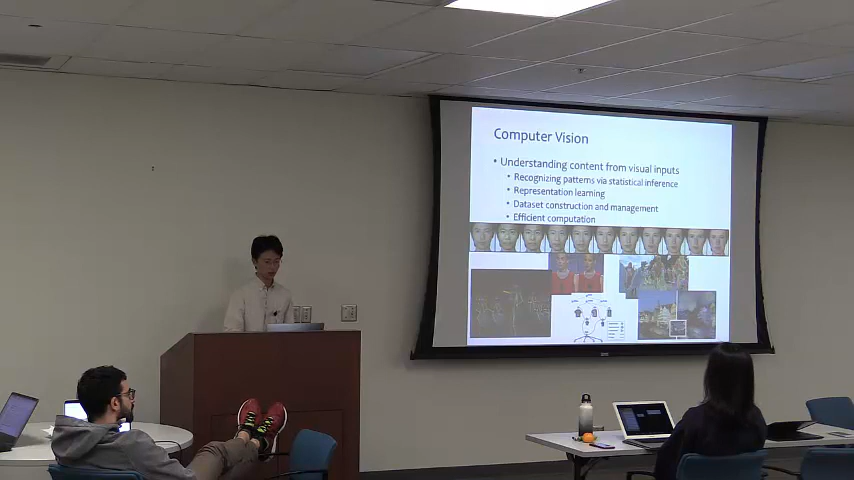 Computer Vision
• Understanding content from visual inputs
• Recognizing patterns via statistical inference
• Representation learning
• Dataset construction and management
• Efficient computation